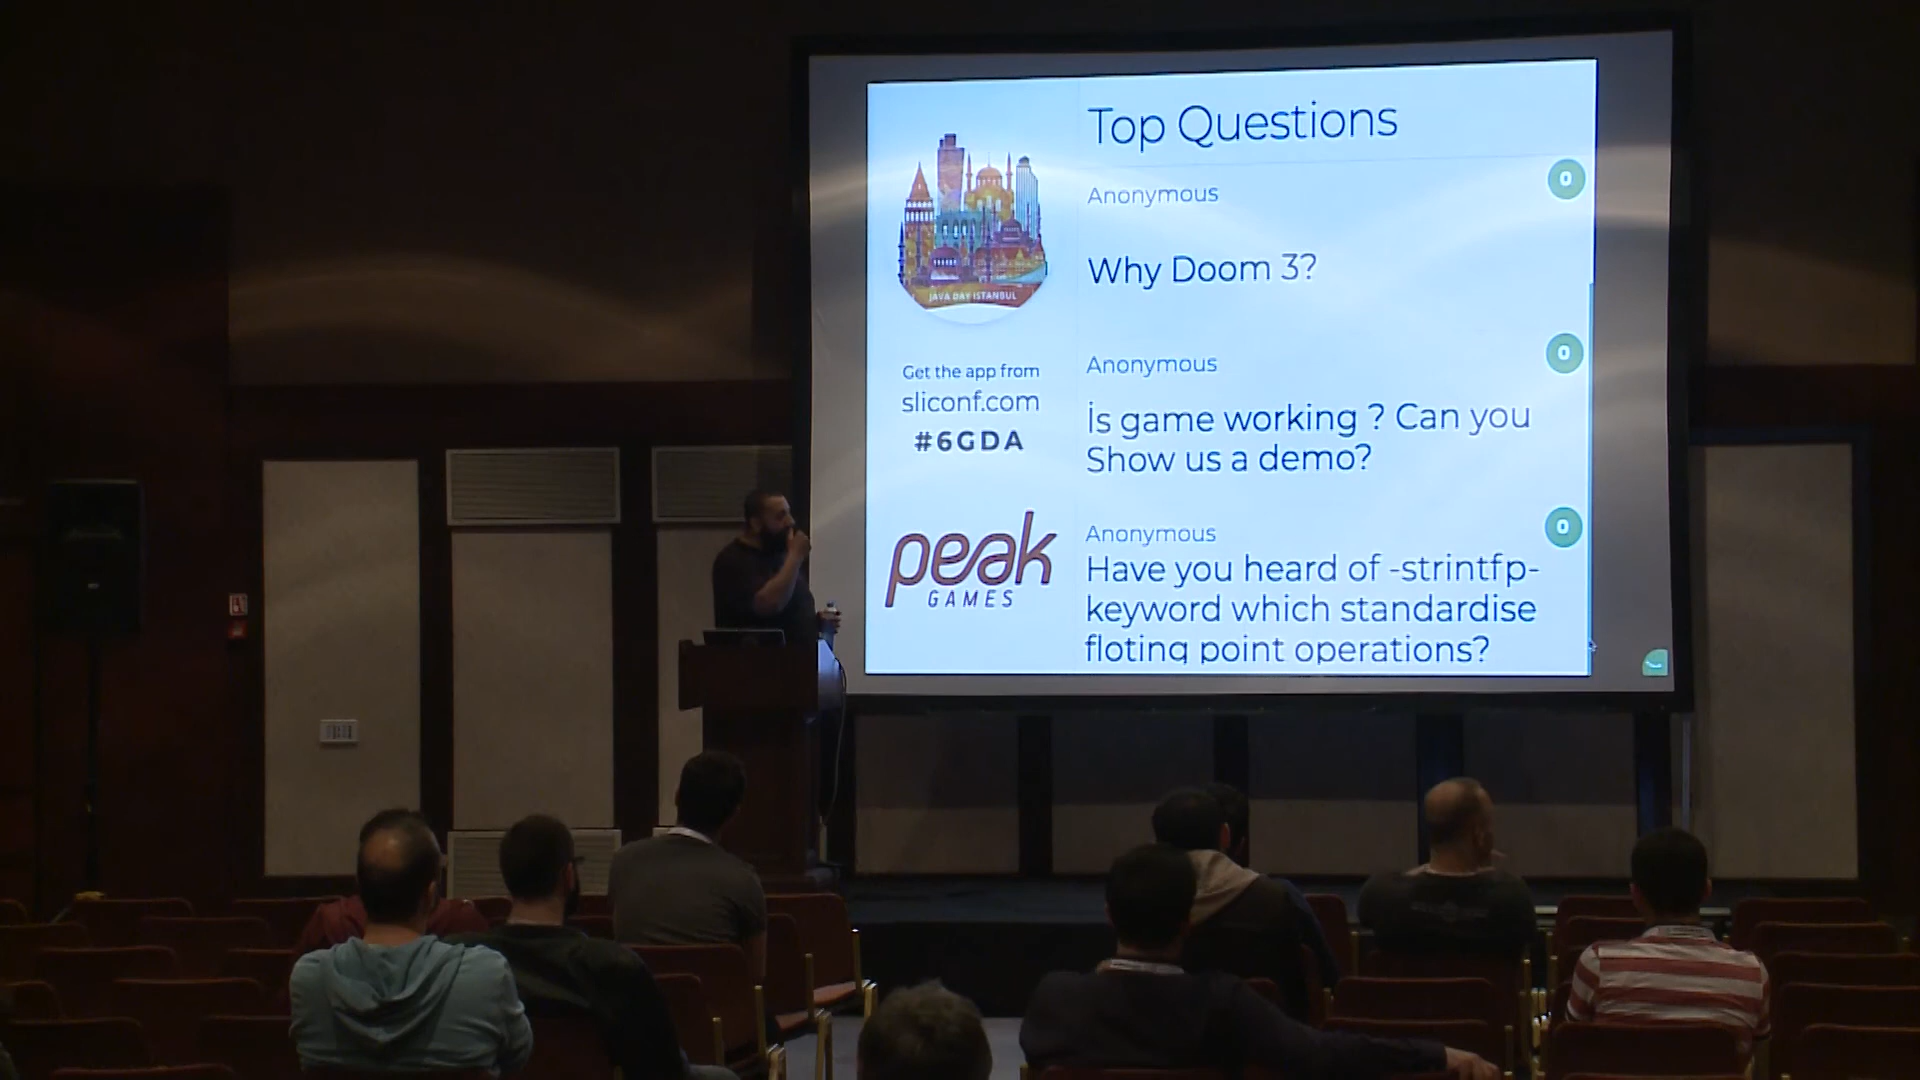 Top Questions
Anonymous
0
Why Doom 3?
Anonymous
0
İs game working ? Can you
Show us a demo?
Anonymous
0
Have you heard of -strintfp-
keyword which standardise
floting point operations?
JAVA DAY ISTANBUL
Get the app from
sliconf.com
#6GDA
peak
GAMES